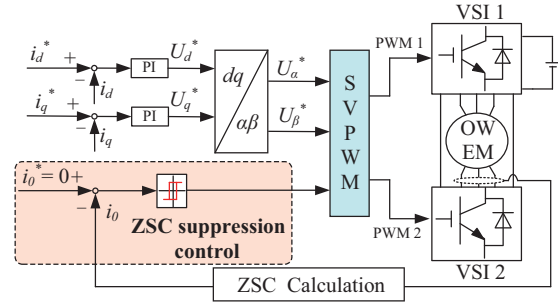 VSI 1
i_d^* + − i_d PI U_d^*
i_q^* + − i_q PI U_q^*
dq
αβ
U_α^*
U_β^*
S
V
P
W
M
PWM 1
PWM 2
OW
EM
i_0^* = 0 + − i_0
ZSC suppression
control
VSI 2
ZSC Calculation